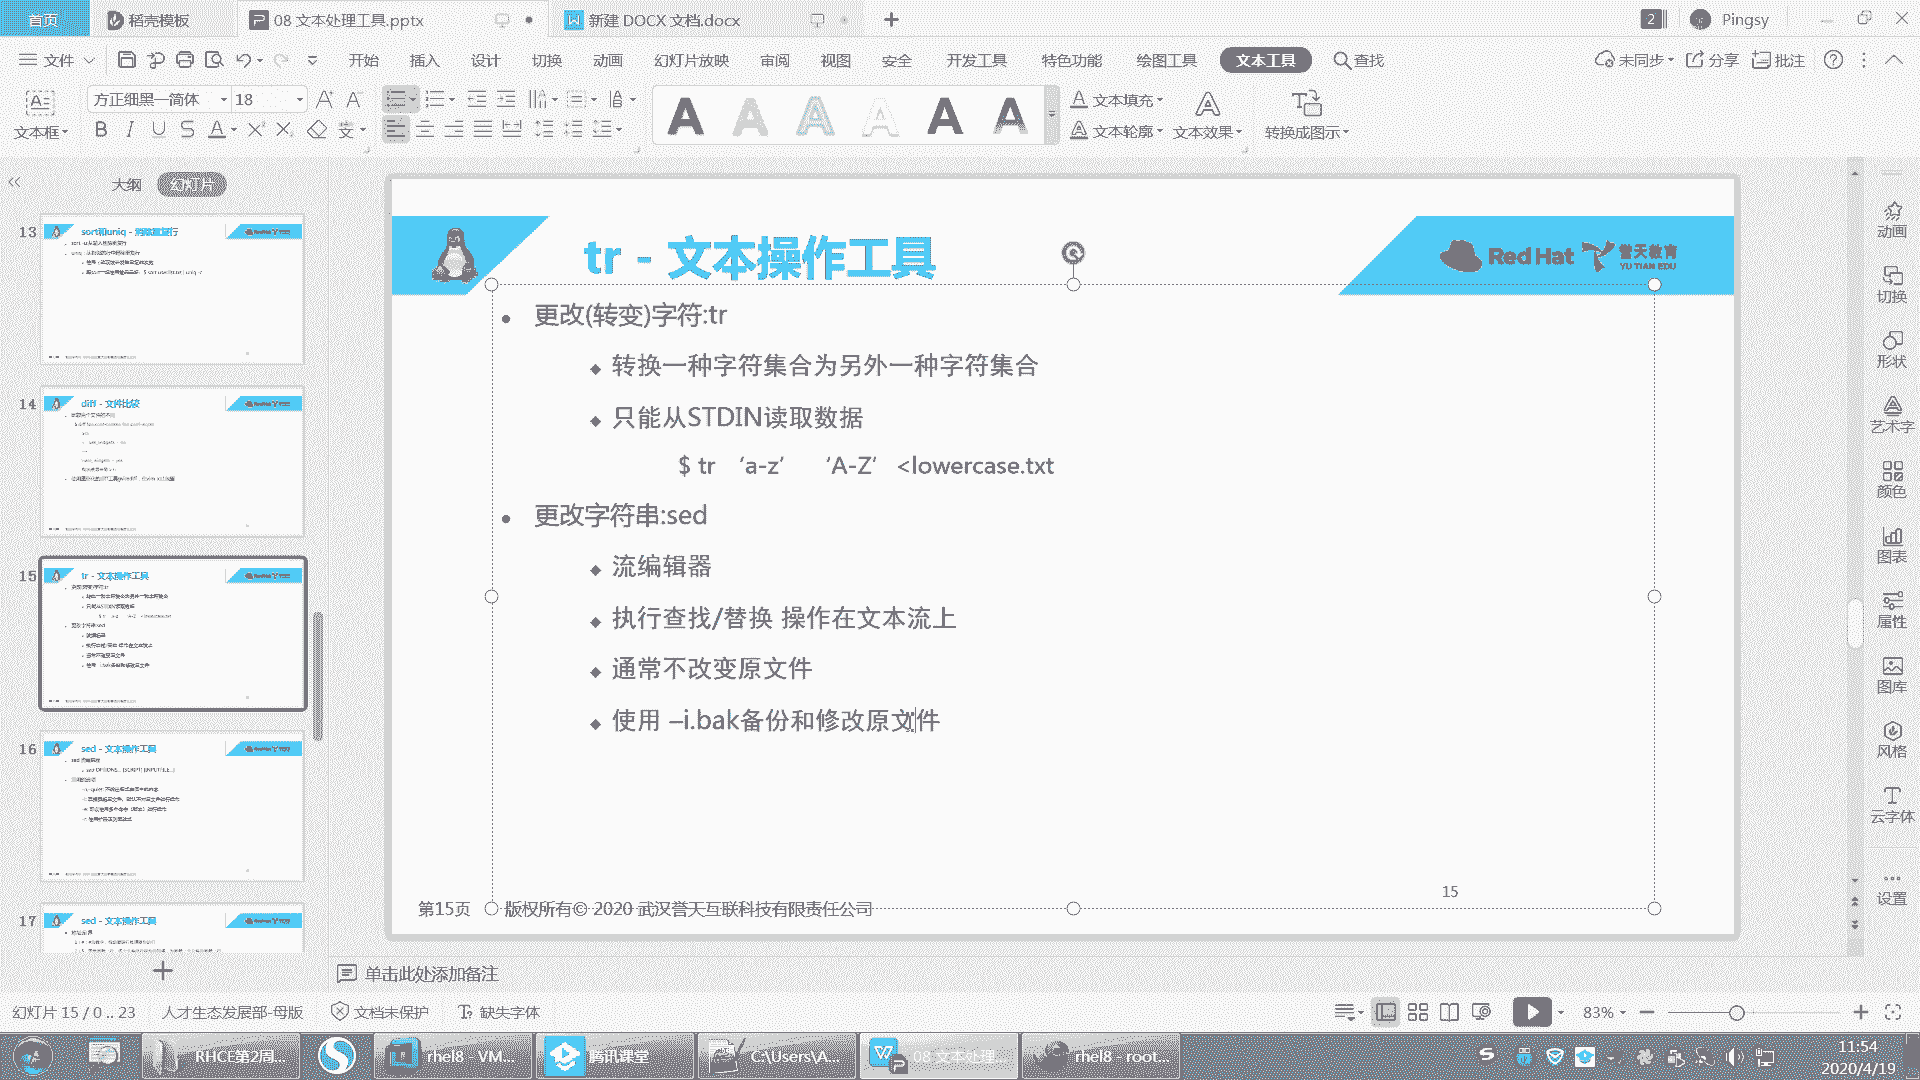 首页
稻壳模板
08 文本处理工具.pptx
新建 DOCX 文档.docx
2
Pingsy
文件
开始
插入
设计
切换
动画
幻灯片放映
审阅
视图
安全
开发工具
特色功能
绘图工具
文本工具
查找
未同步
分享
批注
方正细黑一简体
18
文本框
文本填充
文本轮廓
文本效果
转换成图示
大纲
幻灯片
13
sort和uniq - 消除重复行
14
diff - 文件比较
15
tr - 文本操作工具
16
sed - 文本操作工具
17
sed - 文本操作工具
tr - 文本操作工具
Red Hat
誉天教育
YU TIAN EDU
更改(转变)字符:tr
转换一种字符集合为另外一种字符集合
只能从STDIN读取数据
$ tr ‘a-z’ ‘A-Z’ <lowercase.txt
更改字符串:sed
流编辑器
执行查找/替换 操作在文本流上
通常不改变原文件
使用 –i.bak备份和修改原文件
15
第15页
版权所有© 2020 武汉誉天互联科技有限责任公司
动画
切换
形状
艺术字
颜色
图表
属性
图库
风格
云字体
设置
单击此处添加备注
幻灯片 15 / 0 .. 23
人才生态发展部-母版
文档未保护
缺失字体
83%
RHCE第2周...
rhel8 - VM...
腾讯课堂
C:\Users\A...
08 文本处理...
rhel8 - root...
11:54
2020/4/19